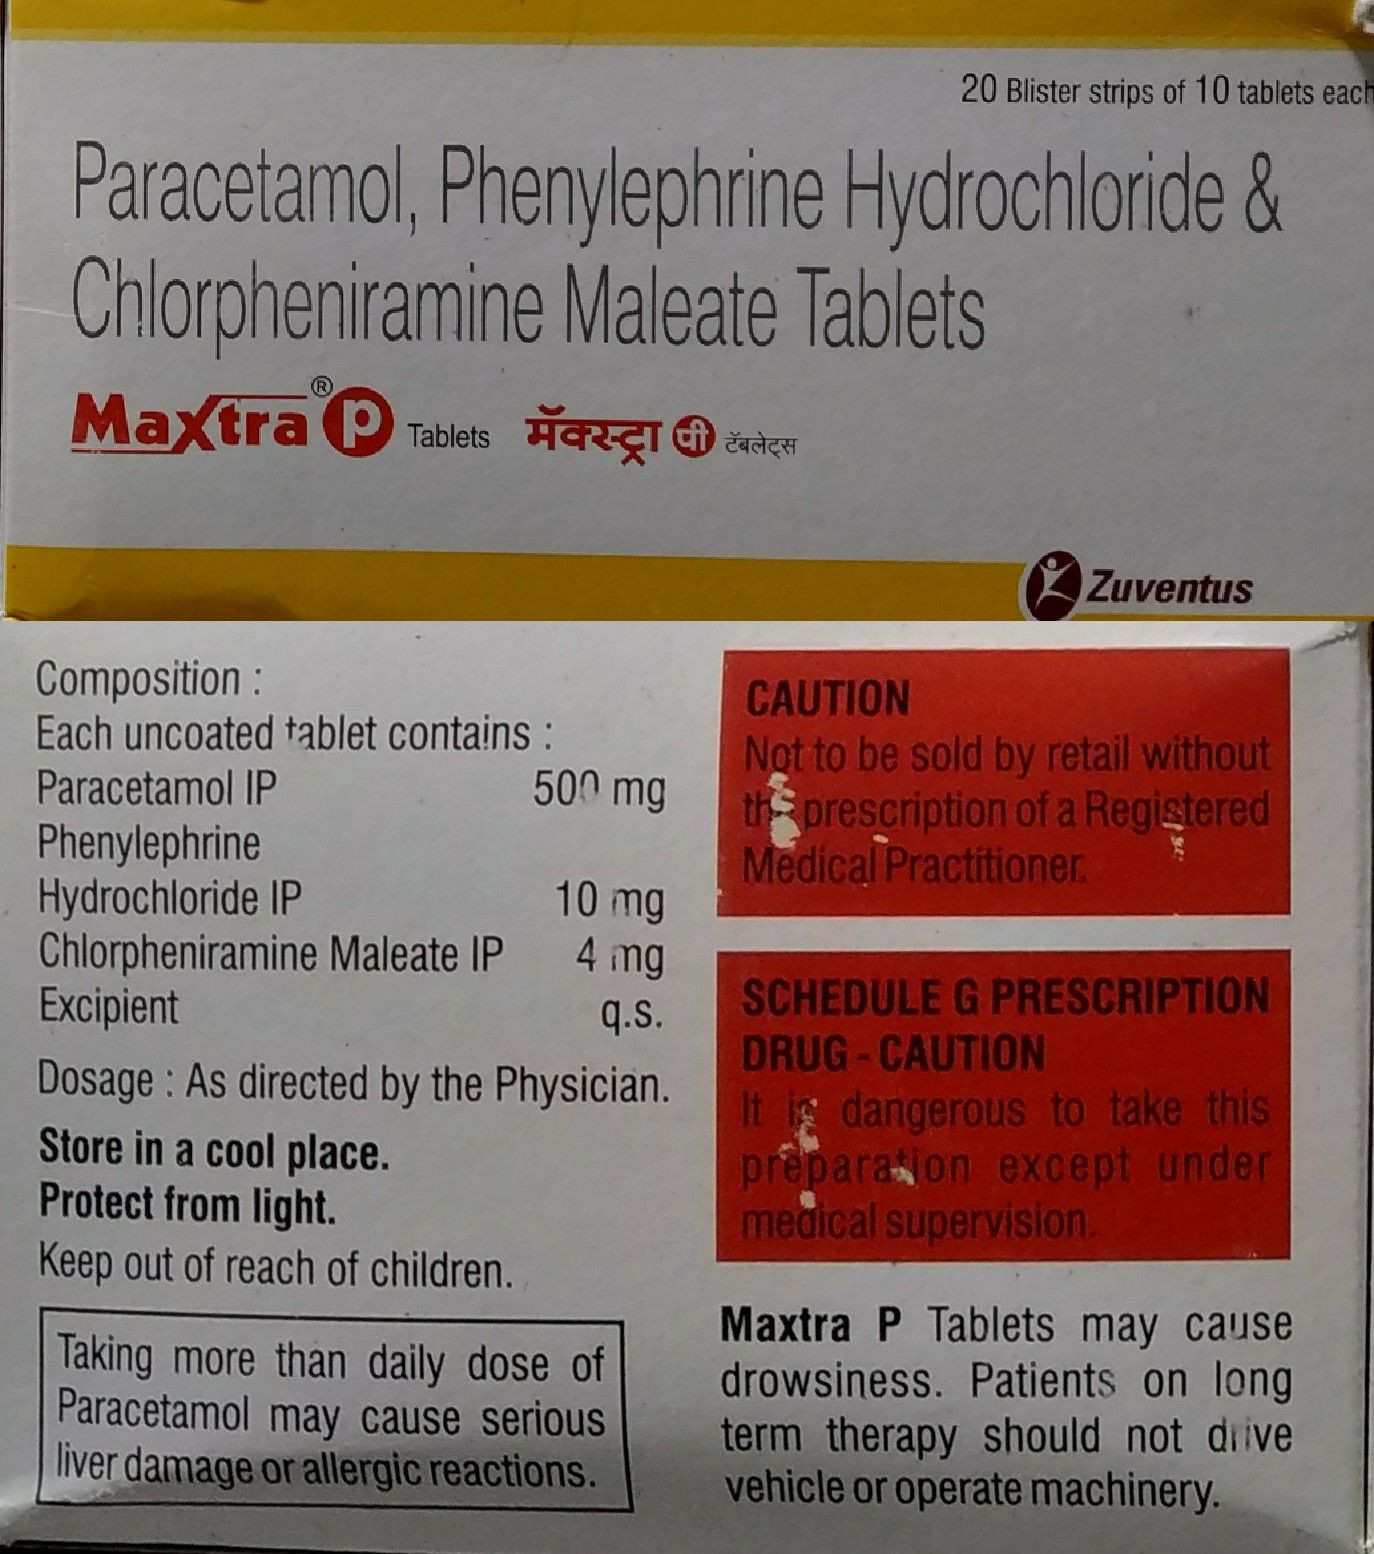 20 Blister strips of 10 tablets each
Paracetamol, Phenylephrine Hydrochloride &
Chlorpheniramine Maleate Tablets
Maxtra® P Tablets मॅक्स्ट्रा पी टॅबलेट्स
Zuventus
Composition :
Each uncoated tablet contains :
Paracetamol IP 500 mg
Phenylephrine
Hydrochloride IP 10 mg
Chlorpheniramine Maleate IP 4 mg
Excipient q.s.
Dosage : As directed by the Physician.
Store in a cool place.
Protect from light.
Keep out of reach of children.
Taking more than daily dose of
Paracetamol may cause serious
liver damage or allergic reactions.
CAUTION
Not to be sold by retail without
the prescription of a Registered
Medical Practitioner.
SCHEDULE G PRESCRIPTION
DRUG - CAUTION
It is dangerous to take this
preparation except under
medical supervision.
Maxtra P Tablets may cause
drowsiness. Patients on long
term therapy should not drive
vehicle or operate machinery.